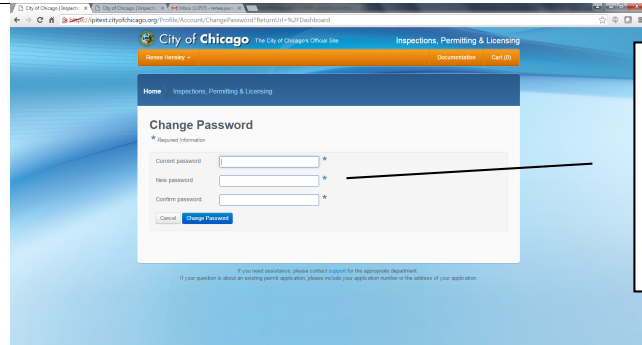 City of Chicago | Inspecti... City of Chicago | Inspecti...
https://ipitest.cityofchicago.org/Profile/Account/ChangePassword?ReturnUrl=%2FDashboard
City of Chicago The City of Chicago's Official Site Inspections, Permitting & Licensing
Renee Hensley Documentation Cart (0)
Home Inspections, Permitting & Licensing
Change Password
* Required Information
Current password *
New password *
Confirm password *
Cancel Change Password
If you need assistance, please contact support for the appropriate department.
If your question is about an existing permit application, please include your application number or the address of your application.